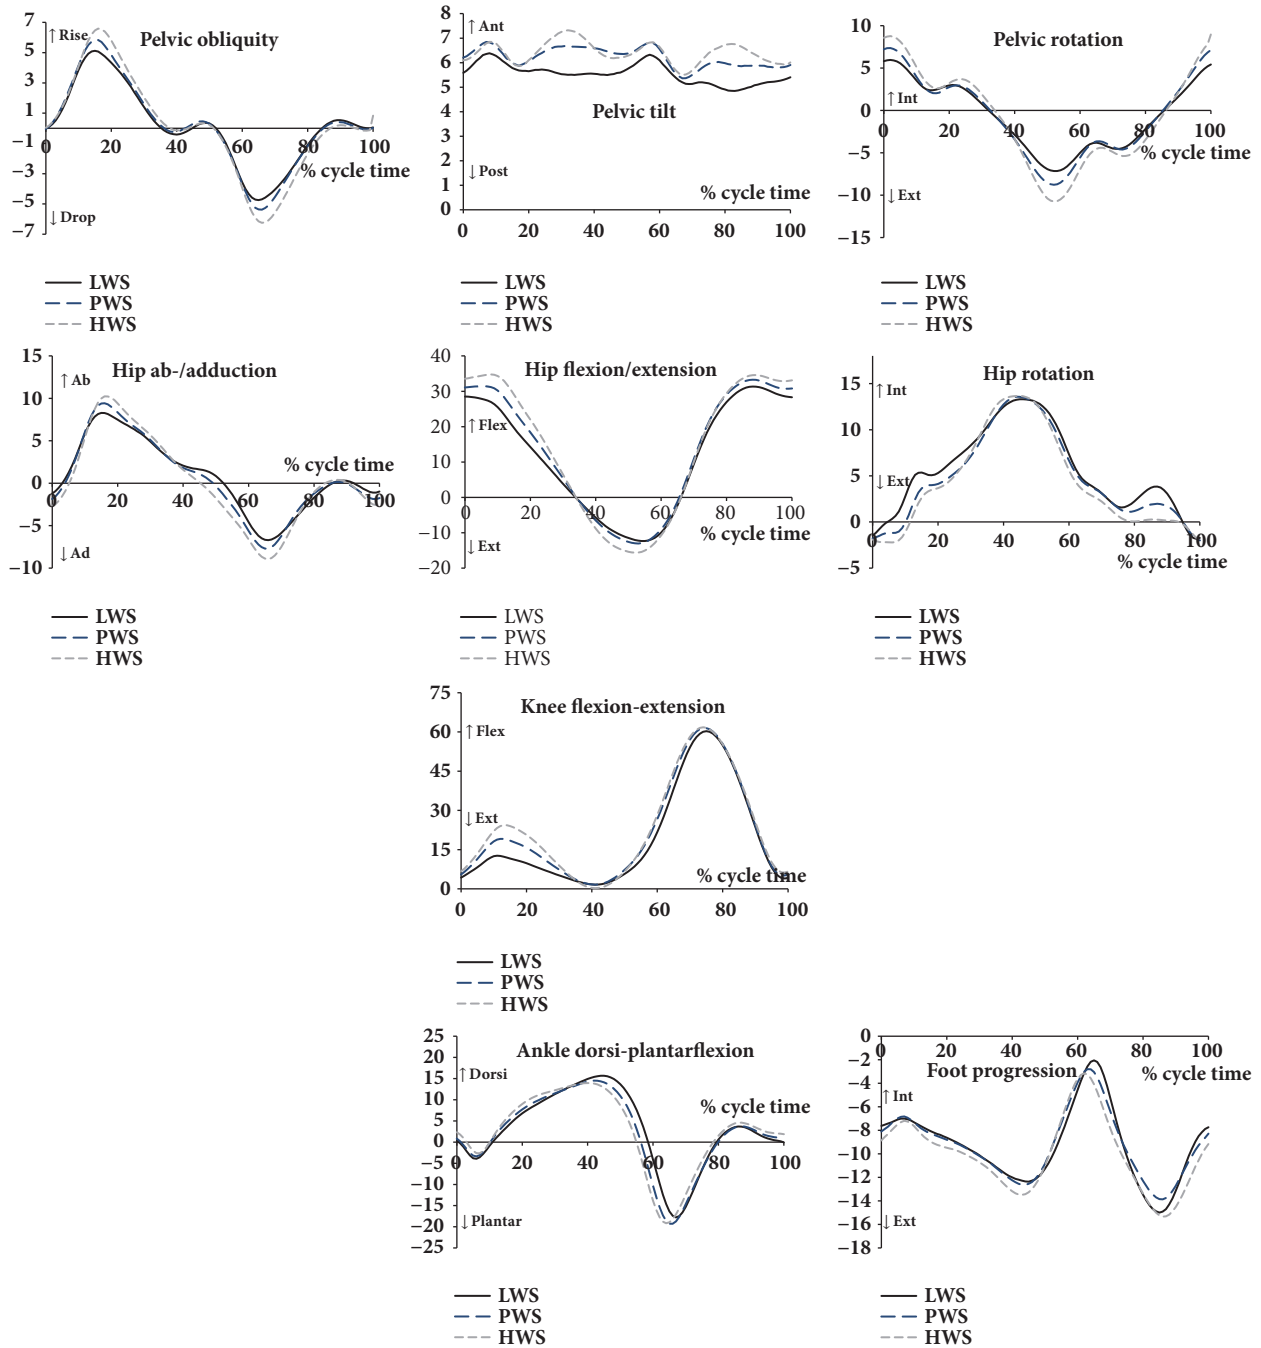 Pelvic obliquity
7
5
3
1
−1
−3
−5
−7
↑Rise
↓Drop
0 20 40 60 80 100
% cycle time
LWS
PWS
HWS
Pelvic tilt
8
7
6
5
4
3
2
1
0
↑Ant
↓Post
% cycle time
0 20 40 60 80 100
LWS
PWS
HWS
Pelvic rotation
10
5
0
−5
−10
−15
↑Int
↓Ext
0 20 40 60 80 100
% cycle time
LWS
PWS
HWS
Hip ab-/adduction
15
10
5
0
−5
−10
↑Ab
↓Ad
% cycle time
0 20 40 60 80 100
LWS
PWS
HWS
Hip flexion/extension
40
30
20
10
0
−10
−20
↑Flex
↓Ext
0 20 40 60 80 100
% cycle time
LWS
PWS
HWS
Hip rotation
15
10
5
0
−5
↑Int
↓Ext
0 20 40 60 80 100
% cycle time
LWS
PWS
HWS
Knee flexion-extension
75
60
45
30
15
0
↑Flex
↓Ext
% cycle time
0 20 40 60 80 100
LWS
PWS
HWS
Ankle dorsi-plantarflexion
25
20
15
10
5
0
−5
−10
−15
−20
−25
↑Dorsi
↓Plantar
% cycle time
0 20 40 60 80 100
LWS
PWS
HWS
0
−2
−4
−6
−8
−10
−12
−14
−16
−18
0 20 40 60 80 100
Foot progression
% cycle time
↑Int
↓Ext
LWS
PWS
HWS